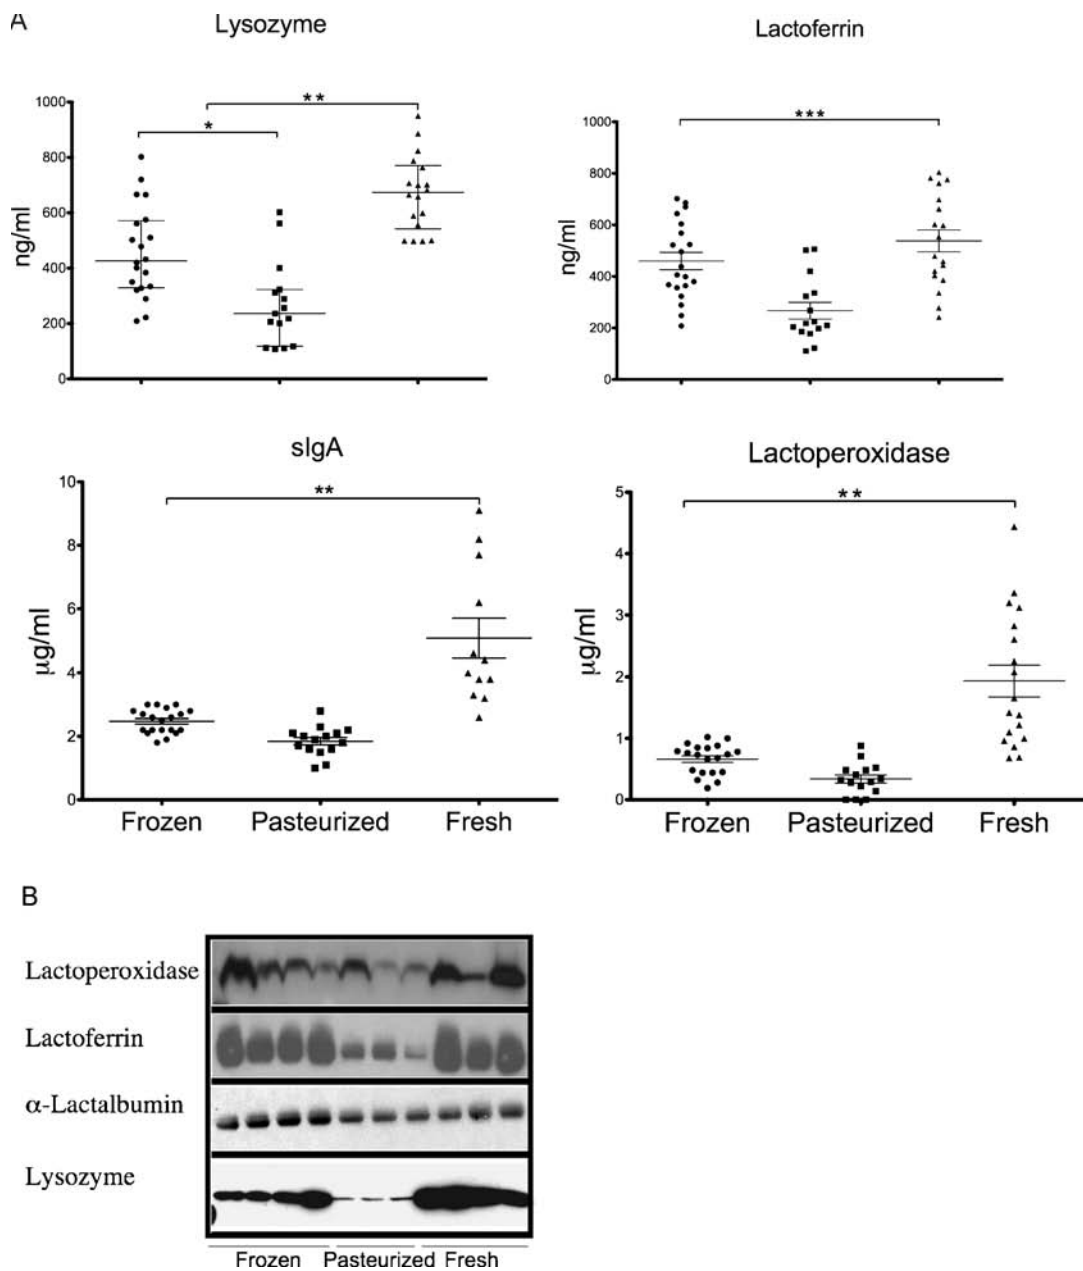 A
Lysozyme
Lactoferrin
1000
800
600
400
200
0
ng/ml
*
**
1000
800
600
400
200
0
ng/ml
***
sIgA
Lactoperoxidase
10
8
6
4
2
0
µg/ml
**
Frozen Pasteurized Fresh
5
4
3
2
1
0
µg/ml
**
Frozen Pasteurized Fresh
B
Lactoperoxidase
Lactoferrin
α-Lactalbumin
Lysozyme
Frozen Pasteurized Fresh